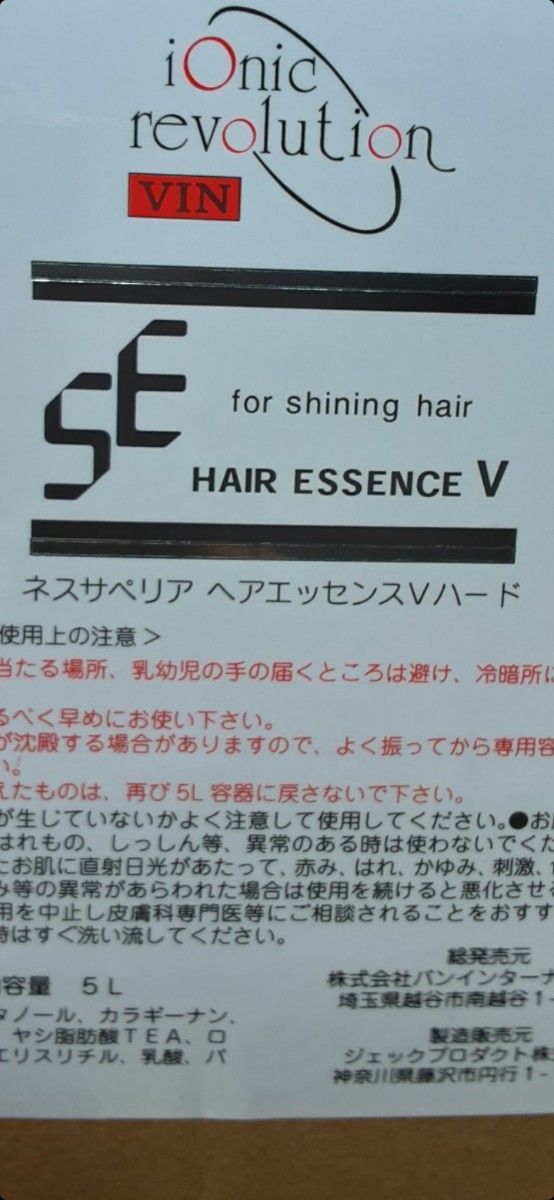 iOnic
revolution
VIN
SE
for shining hair
HAIR ESSENCE V
ネスサペリア ヘアエッセンスVハード
使用上の注意 >
当たる場所、乳幼児の手の届くところは避け、冷暗所に
るべく早めにお使い下さい。
が沈殿する場合がありますので、よく振ってから専用容
い。
えたものは、再び 5L 容器に戻さないで下さい。
が生じていないかよく注意して使用してください。●お
はれもの、しっしん等、異常のある時は使わないでくだ
たお肌に直射日光があたって、赤み、はれ、かゆみ、刺激、
み等の異常があらわれた場合は使用を続けると悪化させる
用を中止し皮膚科専門医等にご相談されることをおすす
時はすぐ洗い流してください。
内容量 5L
タノール、カラギーナン、
ヤシ脂肪酸TEA、ロ
エリスリチル、乳酸、パ
総発売元
株式会社バンインターナ
埼玉県越谷市南越谷1-
製造販売元
ジェックプロダクト株
神奈川県藤沢市円行1-